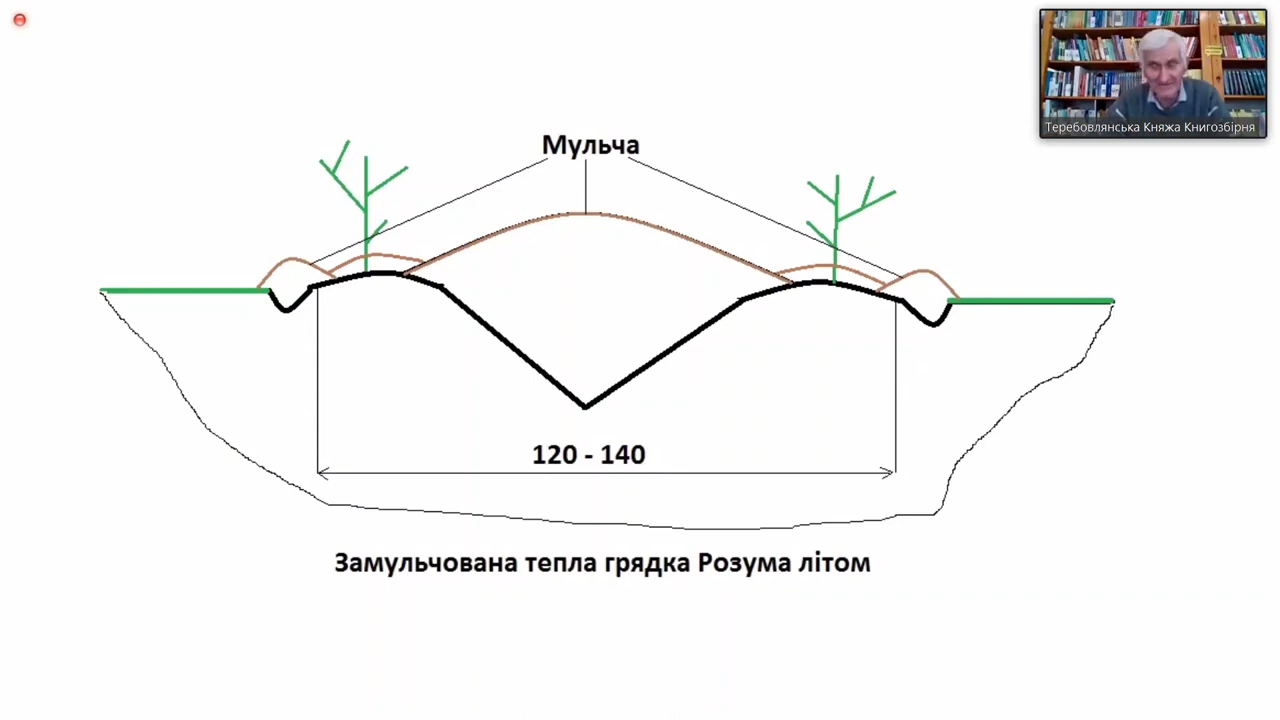 Теребовлянська Княжа Книгозбірня
Мульча
120 - 140
Замульчована тепла грядка Розума літом